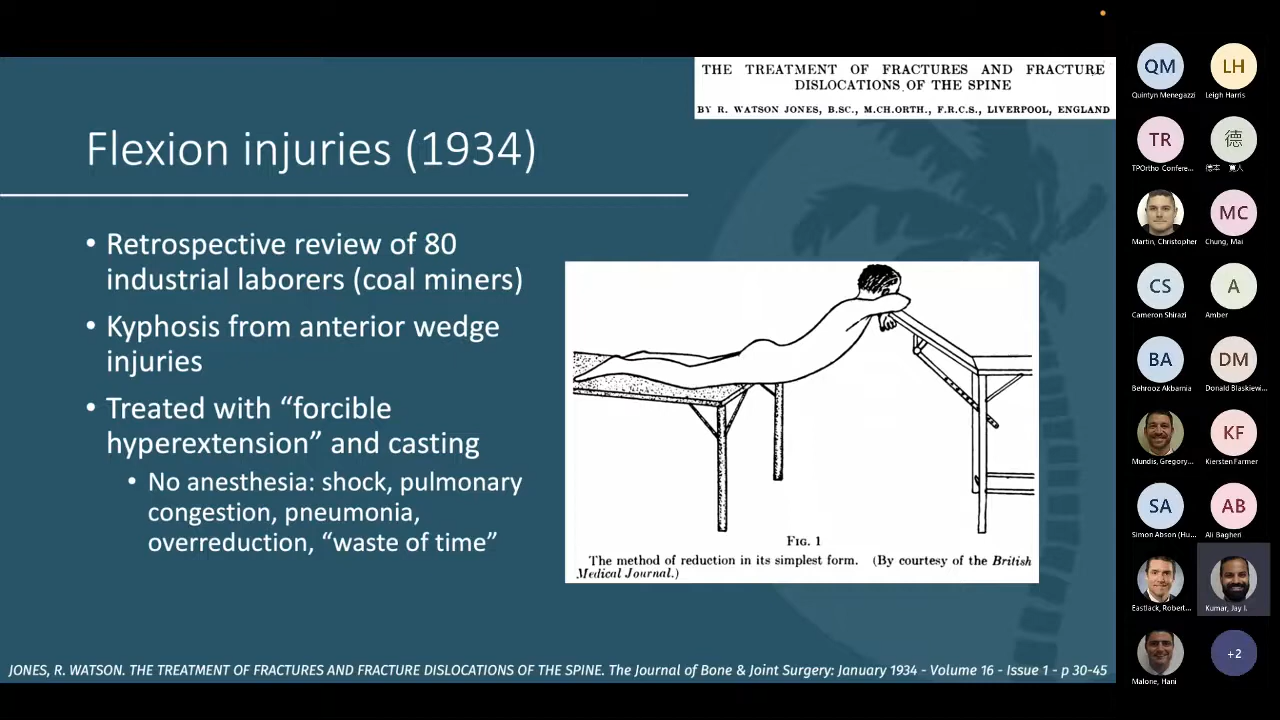 THE TREATMENT OF FRACTURES AND FRACTURE
DISLOCATIONS OF THE SPINE
BY R. WATSON JONES, B.SC., M.CH.ORTH., F.R.C.S., LIVERPOOL, ENGLAND
Flexion injuries (1934)
• Retrospective review of 80
industrial laborers (coal miners)
• Kyphosis from anterior wedge
injuries
• Treated with “forcible
hyperextension” and casting
• No anesthesia: shock, pulmonary
congestion, pneumonia,
overreduction, “waste of time”
FIG. 1
The method of reduction in its simplest form. (By courtesy of the British
Medical Journal.)
JONES, R. WATSON. THE TREATMENT OF FRACTURES AND FRACTURE DISLOCATIONS OF THE SPINE. The Journal of Bone & Joint Surgery: January 1934 - Volume 16 - Issue 1 - p 30-45
QM
Quintyn Menegazzi
LH
Leigh Harris
TR
TPOrtho Confere...
德
Martin, Christopher
MC
Chung, Mai
CS
Cameron Shirazi
A
Amber
BA
Behrooz Akbarnia
DM
Donald Blaskiewi...
Mundis, Gregory...
KF
Kiersten Farmer
SA
Simon Abson (Hu...
AB
Ali Bagheri
Eastlack, Robert...
Kumar, Jay I.
Malone, Hani
+2